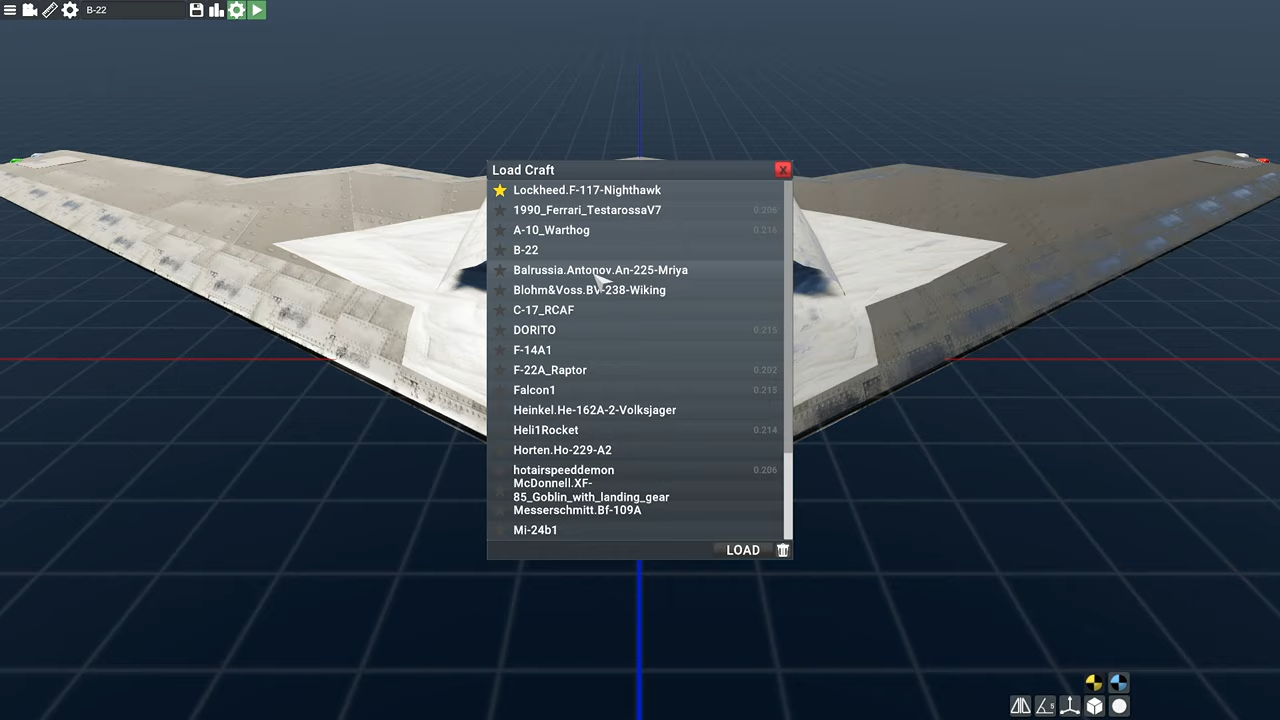 B-22
Load Craft
Lockheed.F-117-Nighthawk
1990_Ferrari_TestarossaV7 0.206
A-10_Warthog 0.216
B-22
Balrussia.Antonov.An-225-Mriya
Blohm&Voss.BV-238-Wiking
C-17_RCAF
DORITO 0.215
F-14A1
F-22A_Raptor 0.202
Falcon1 0.215
Heinkel.He-162A-2-Volksjager
Heli1Rocket 0.214
Horten.Ho-229-A2
hotairspeeddemon 0.206
McDonnell.XF-
85_Goblin_with_landing_gear
Messerschmitt.Bf-109A
Mi-24b1
LOAD
5